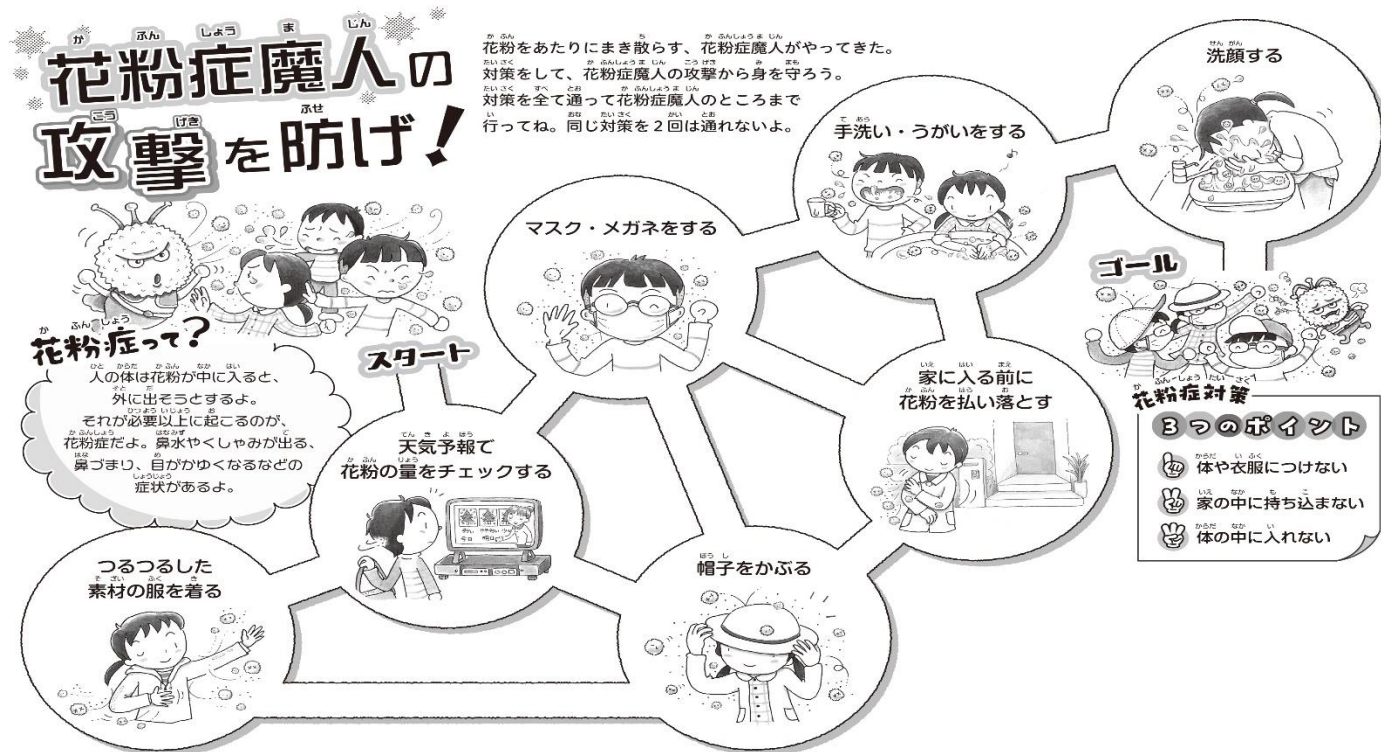 花粉症魔人の
攻撃を防げ!
花粉をあたりにまき散らす、花粉症魔人がやってきた。
対策をして、花粉症魔人の攻撃から身を守ろう。
対策を全て通って花粉症魔人のところまで
行ってね。同じ対策を2回は通れないよ。
花粉症って?
人の体は花粉が中に入ると、
外に出そうとするよ。
それが必要以上に起こるのが、
花粉症だよ。鼻水やくしゃみが出る、
鼻づまり、目がかゆくなるなどの
症状があるよ。
スタート
天気予報で
花粉の量をチェックする
今日
明日
つるつるした
素材の服を着る
マスク・メガネをする
帽子をかぶる
手洗い・うがいをする
家に入る前に
花粉を払い落とす
洗顔する
ゴール
花粉症対策
3つのポイント
体や衣服につけない
家の中に持ち込まない
体の中に入れない